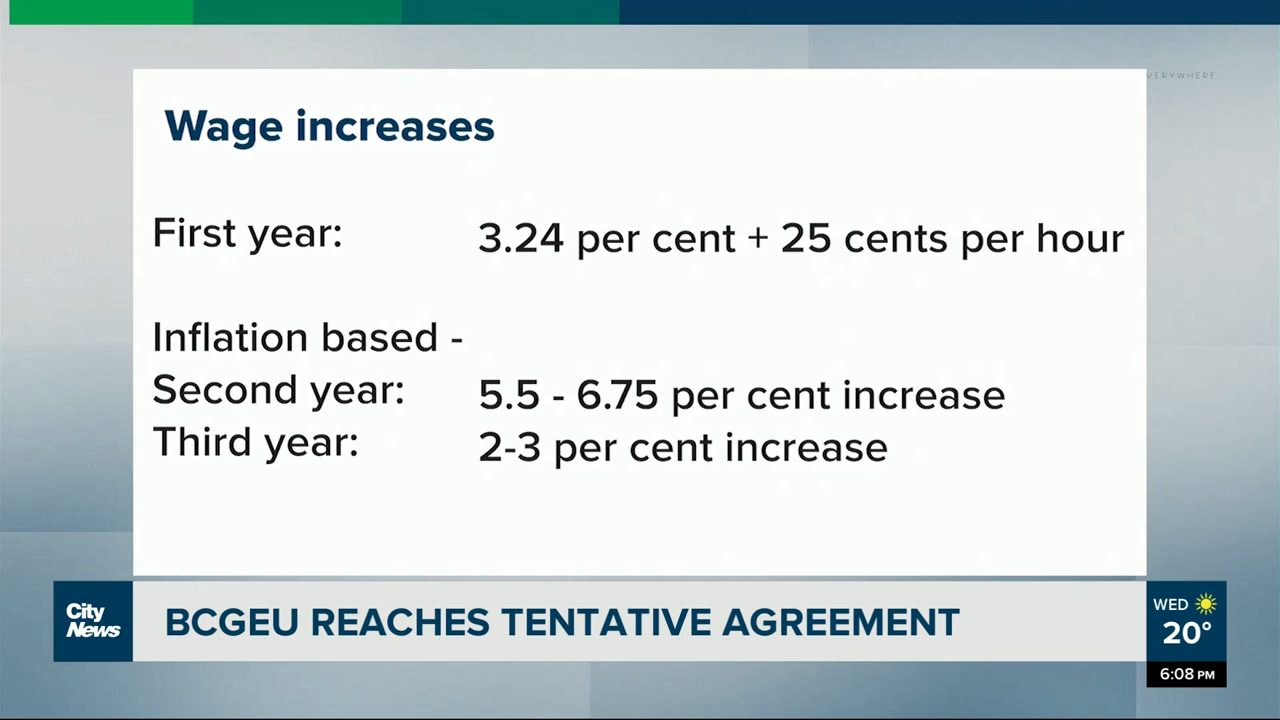 VERYWHERE
Wage increases
First year: 3.24 per cent + 25 cents per hour
Inflation based -
Second year: 5.5 - 6.75 per cent increase
Third year: 2-3 per cent increase
City
News
BCGEU REACHES TENTATIVE AGREEMENT
WED
20°
6:08 PM